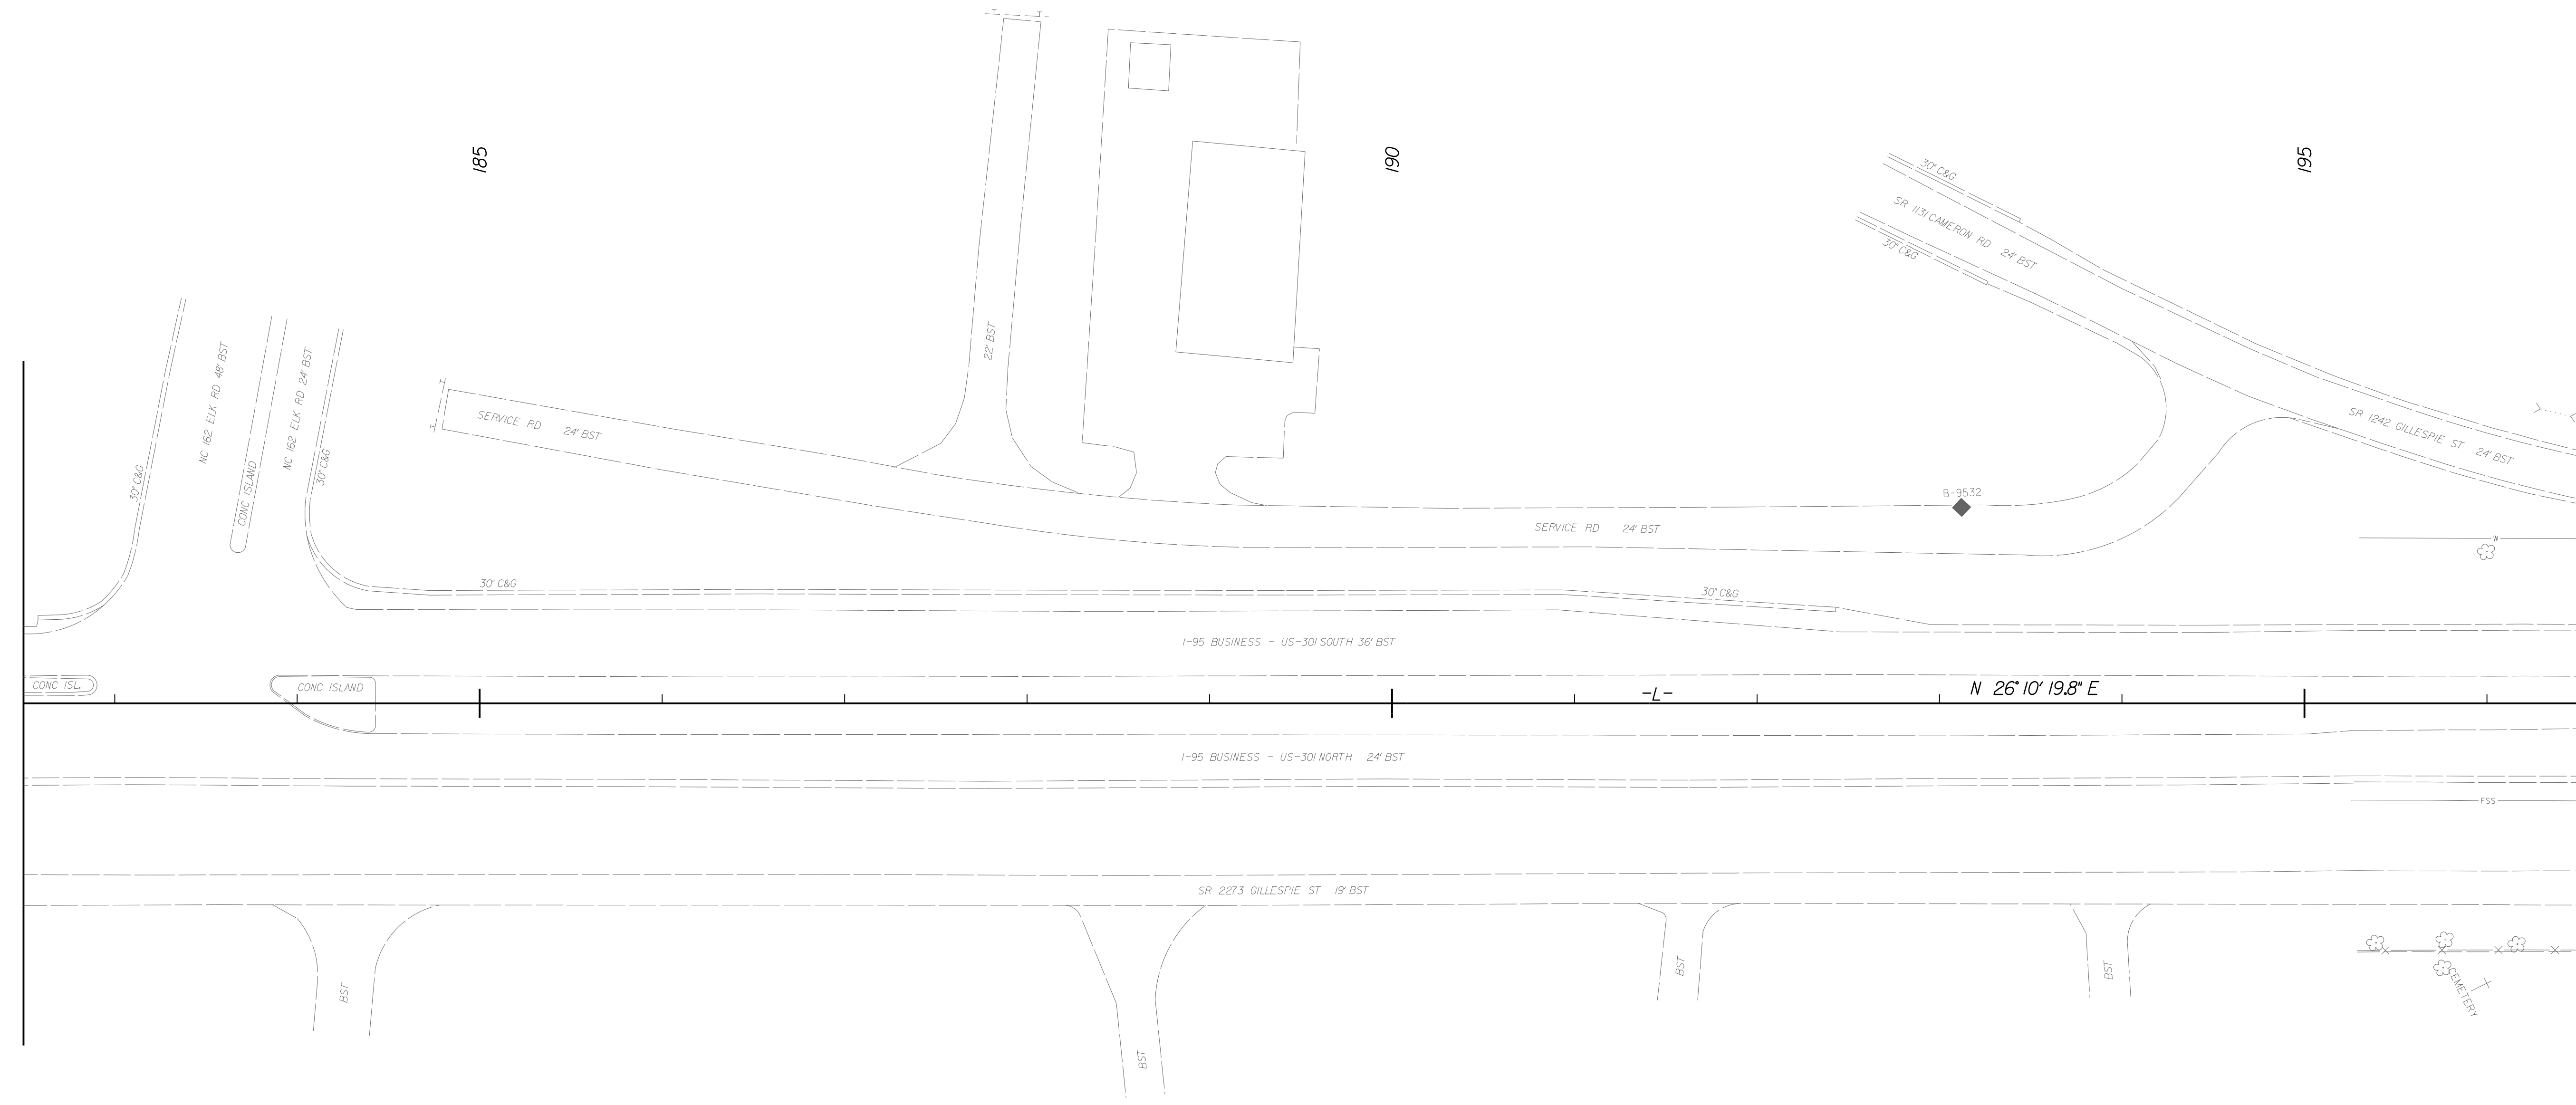 185
190
195
30" C&G
SR 1131 CAMERON RD 24' BST
30" C&G
NC 162 ELK RD 48' BST
NC 162 ELK RD 24' BST
22' BST
SERVICE RD 24' BST
SR 1242 GILLESPIE ST 24' BST
30" C&G
CONC ISLAND
30" C&G
B-9532
SERVICE RD 24' BST
W
30" C&G
30" C&G
I-95 BUSINESS - US-301 SOUTH 36' BST
CONC ISL.
CONC ISLAND
-L-
N 26° 10' 19.8" E
I-95 BUSINESS - US-301 NORTH 24' BST
FSS
SR 2273 GILLESPIE ST 19' BST
BST
BST
BST
BST
CEMETERY